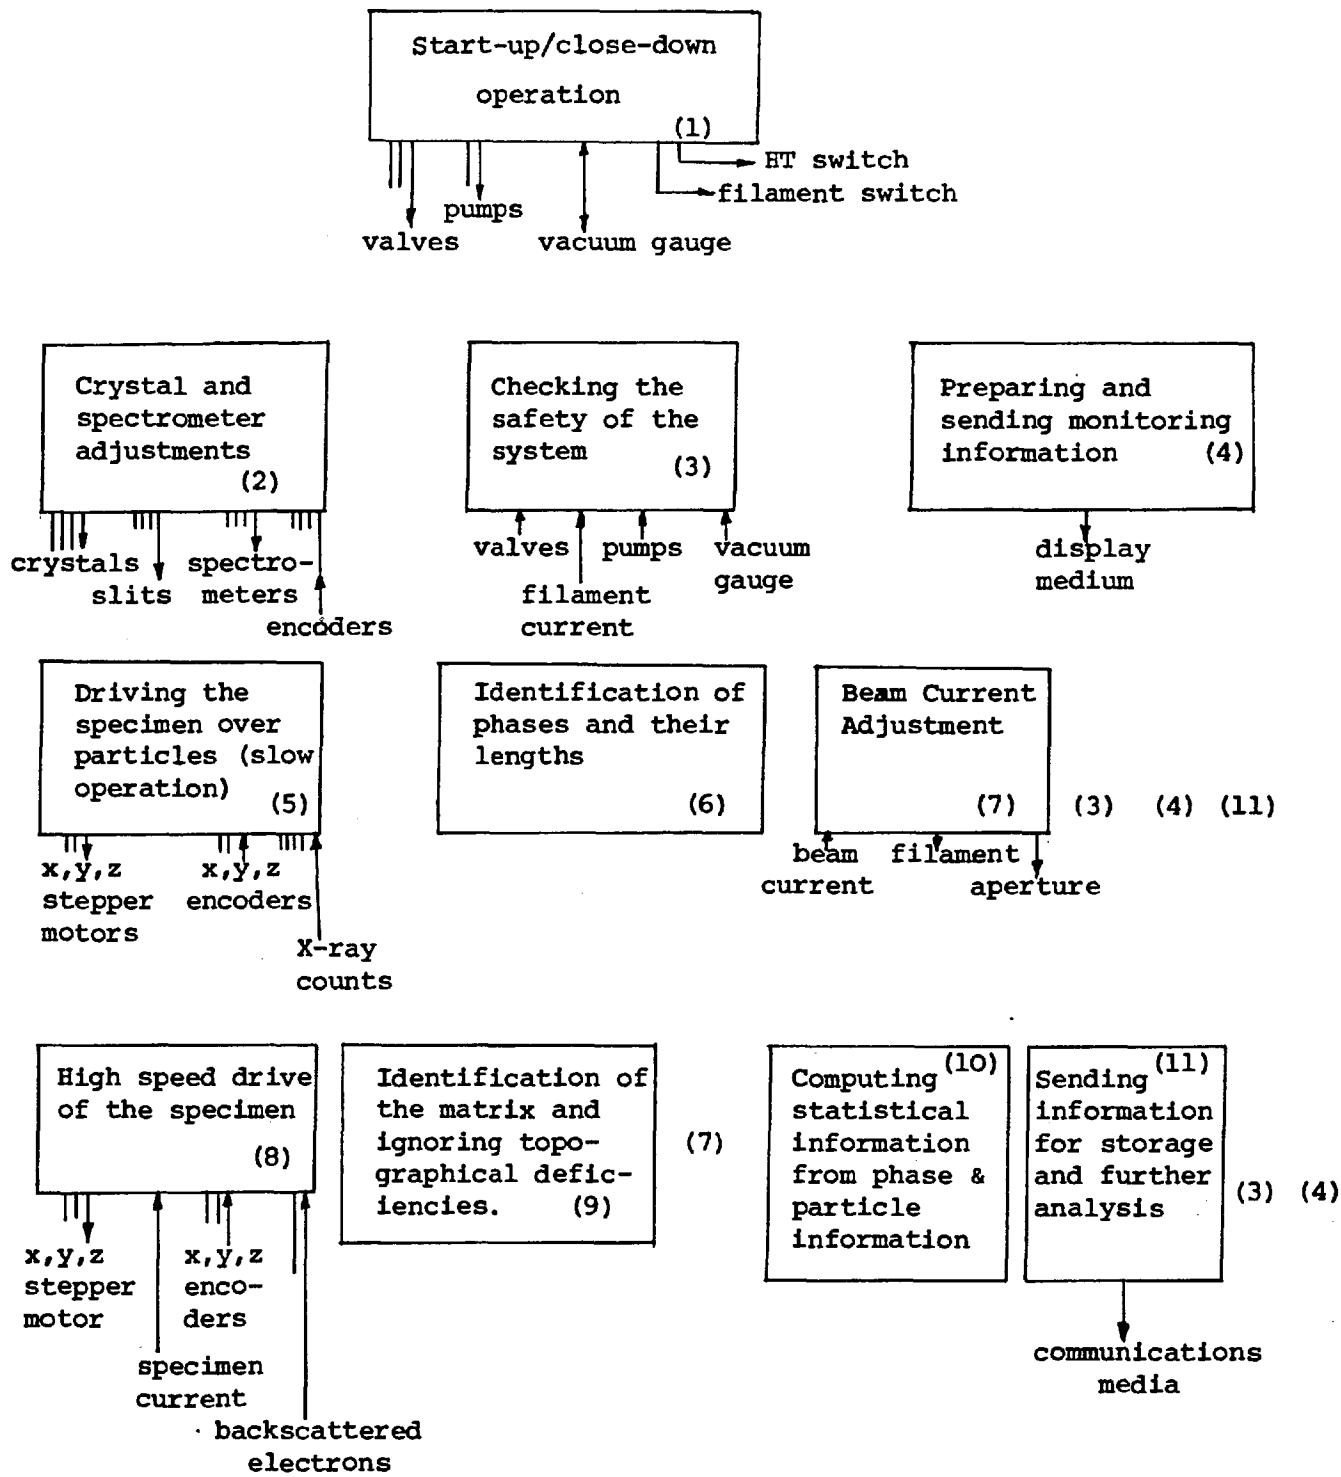 Start-up/close-down
operation
(1)
HT switch
filament switch
pumps
valves
vacuum gauge
Crystal and
spectrometer
adjustments
(2)
crystals
slits
spectro-
meters
encoders
Checking the
safety of the
system
(3)
valves
filament
current
pumps
vacuum
gauge
Preparing and
sending monitoring
information (4)
display
medium
Driving the
specimen over
particles (slow
operation)
(5)
x,y,z
stepper
motors
x,y,z
encoders
X-ray
counts
Identification of
phases and their
lengths
(6)
Beam Current
Adjustment
(7)
beam
current
filament
aperture
(3) (4) (11)
High speed drive
of the specimen
(8)
x,y,z
stepper
motor
x,y,z
enco-
ders
specimen
current
backscattered
electrons
Identification of
the matrix and
ignoring topo-
graphical defic-
iencies. (9)
(7)
(10)
Computing
statistical
information
from phase &
particle
information
(11)
Sending
information
for storage
and further
analysis
communications
media
(3) (4)